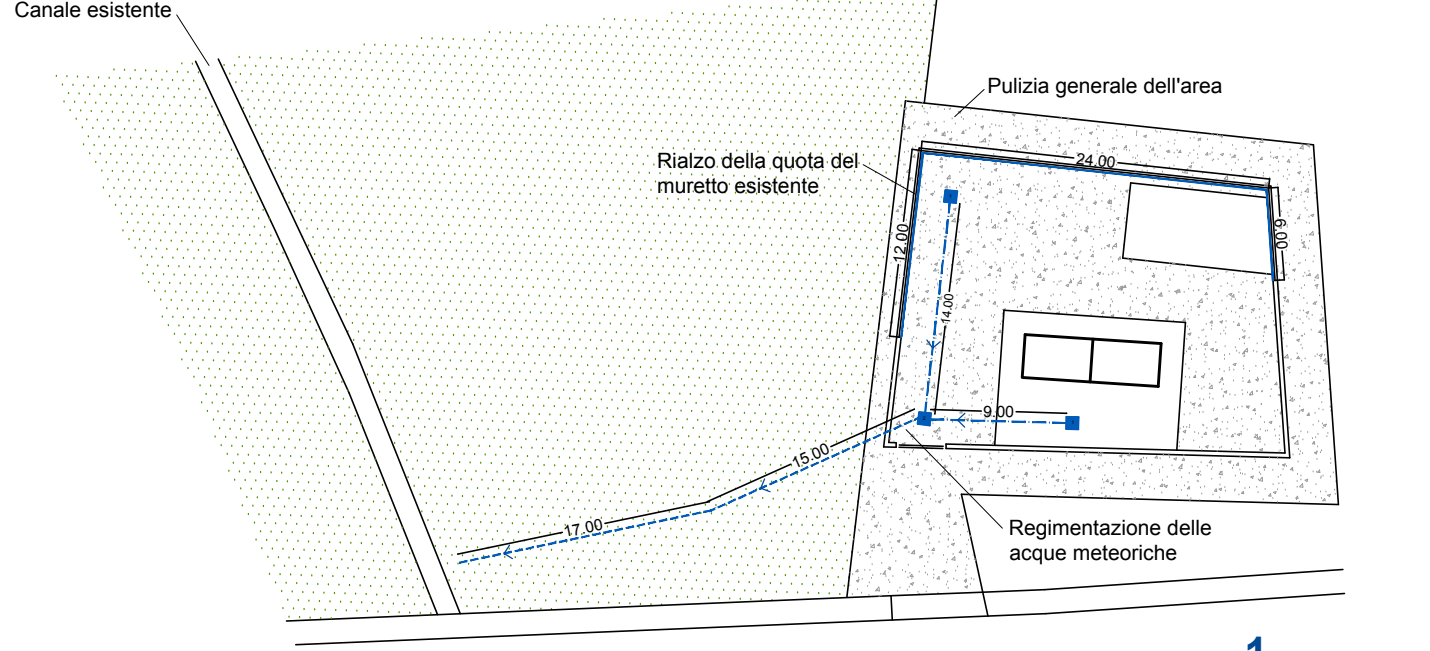 Canale esistente
Pulizia generale dell'area
Rialzo della quota del
muretto esistente
24.00
12.00
9.00
14.00
9.00
15.00
17.00
Regimentazione delle
acque meteoriche
1